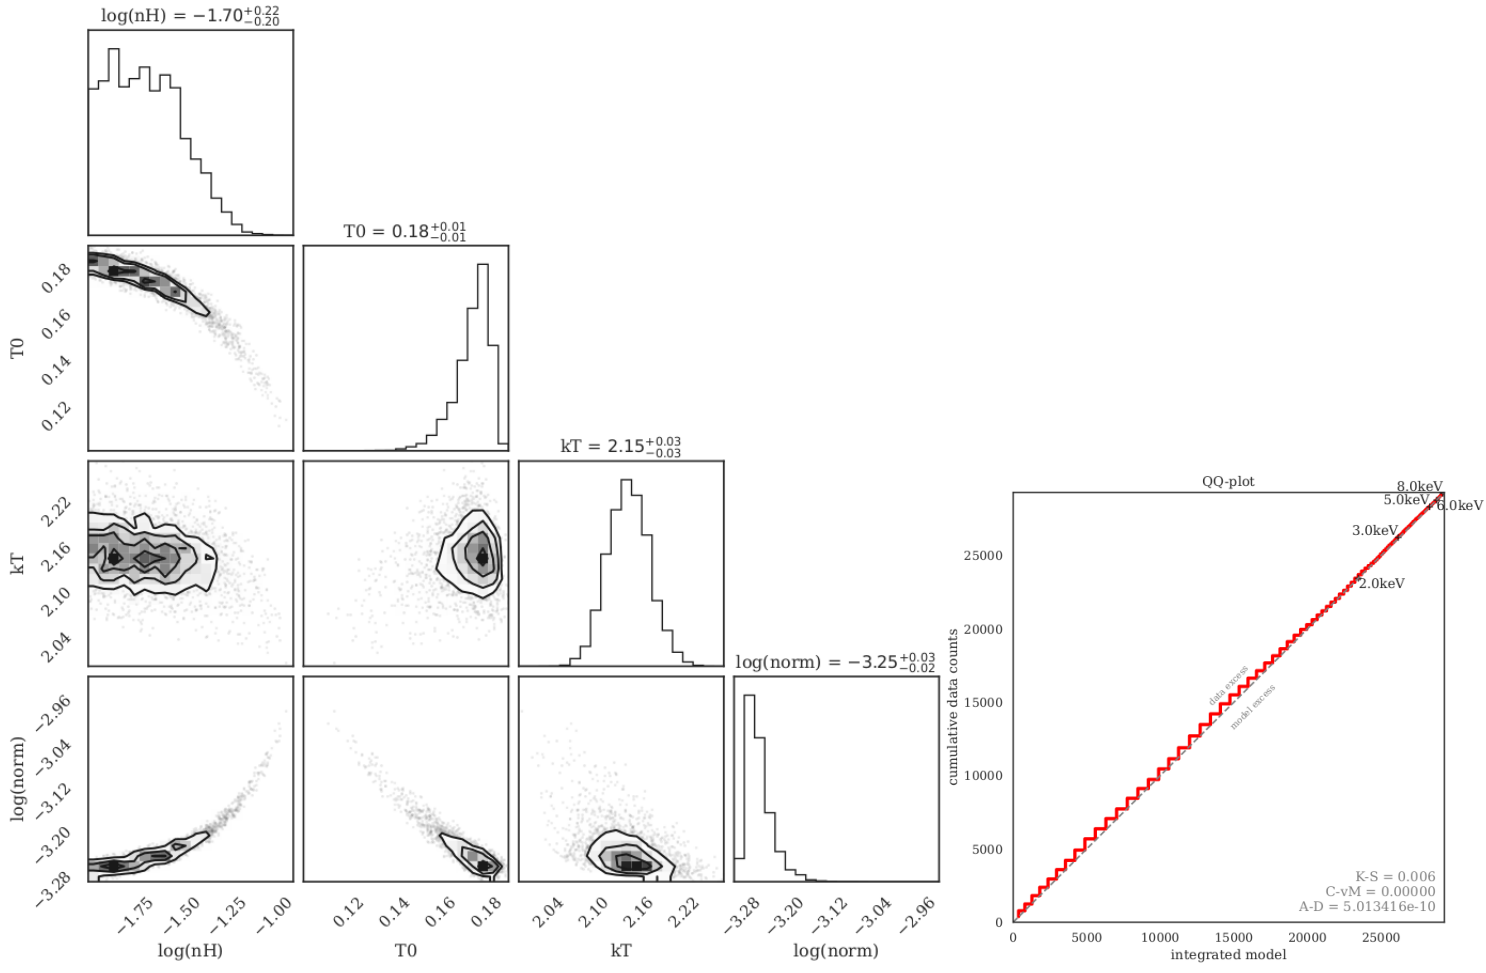 log(nH) = −1.70+0.22−0.20
T0 = 0.18+0.01−0.01
0.18
0.16
0.14
0.12
T0
kT = 2.15+0.03−0.03
2.22
2.16
2.10
2.04
kT
log(norm) = −3.25+0.03−0.02
−2.96
−3.04
−3.12
−3.20
−3.28
log(norm)
−1.75 −1.50 −1.25 −1.00
log(nH)
0.12 0.14 0.16 0.18
T0
2.04 2.10 2.16 2.22
kT
−3.28 −3.20 −3.12 −3.04 −2.96
log(norm)
QQ-plot
8.0keV
5.0keV
6.0keV
3.0keV
2.0keV
data excess
model excess
25000
20000
15000
10000
5000
0
cumulative data counts
K-S = 0.006
C-vM = 0.00000
A-D = 5.013416e-10
0 5000 10000 15000 20000 25000
integrated model